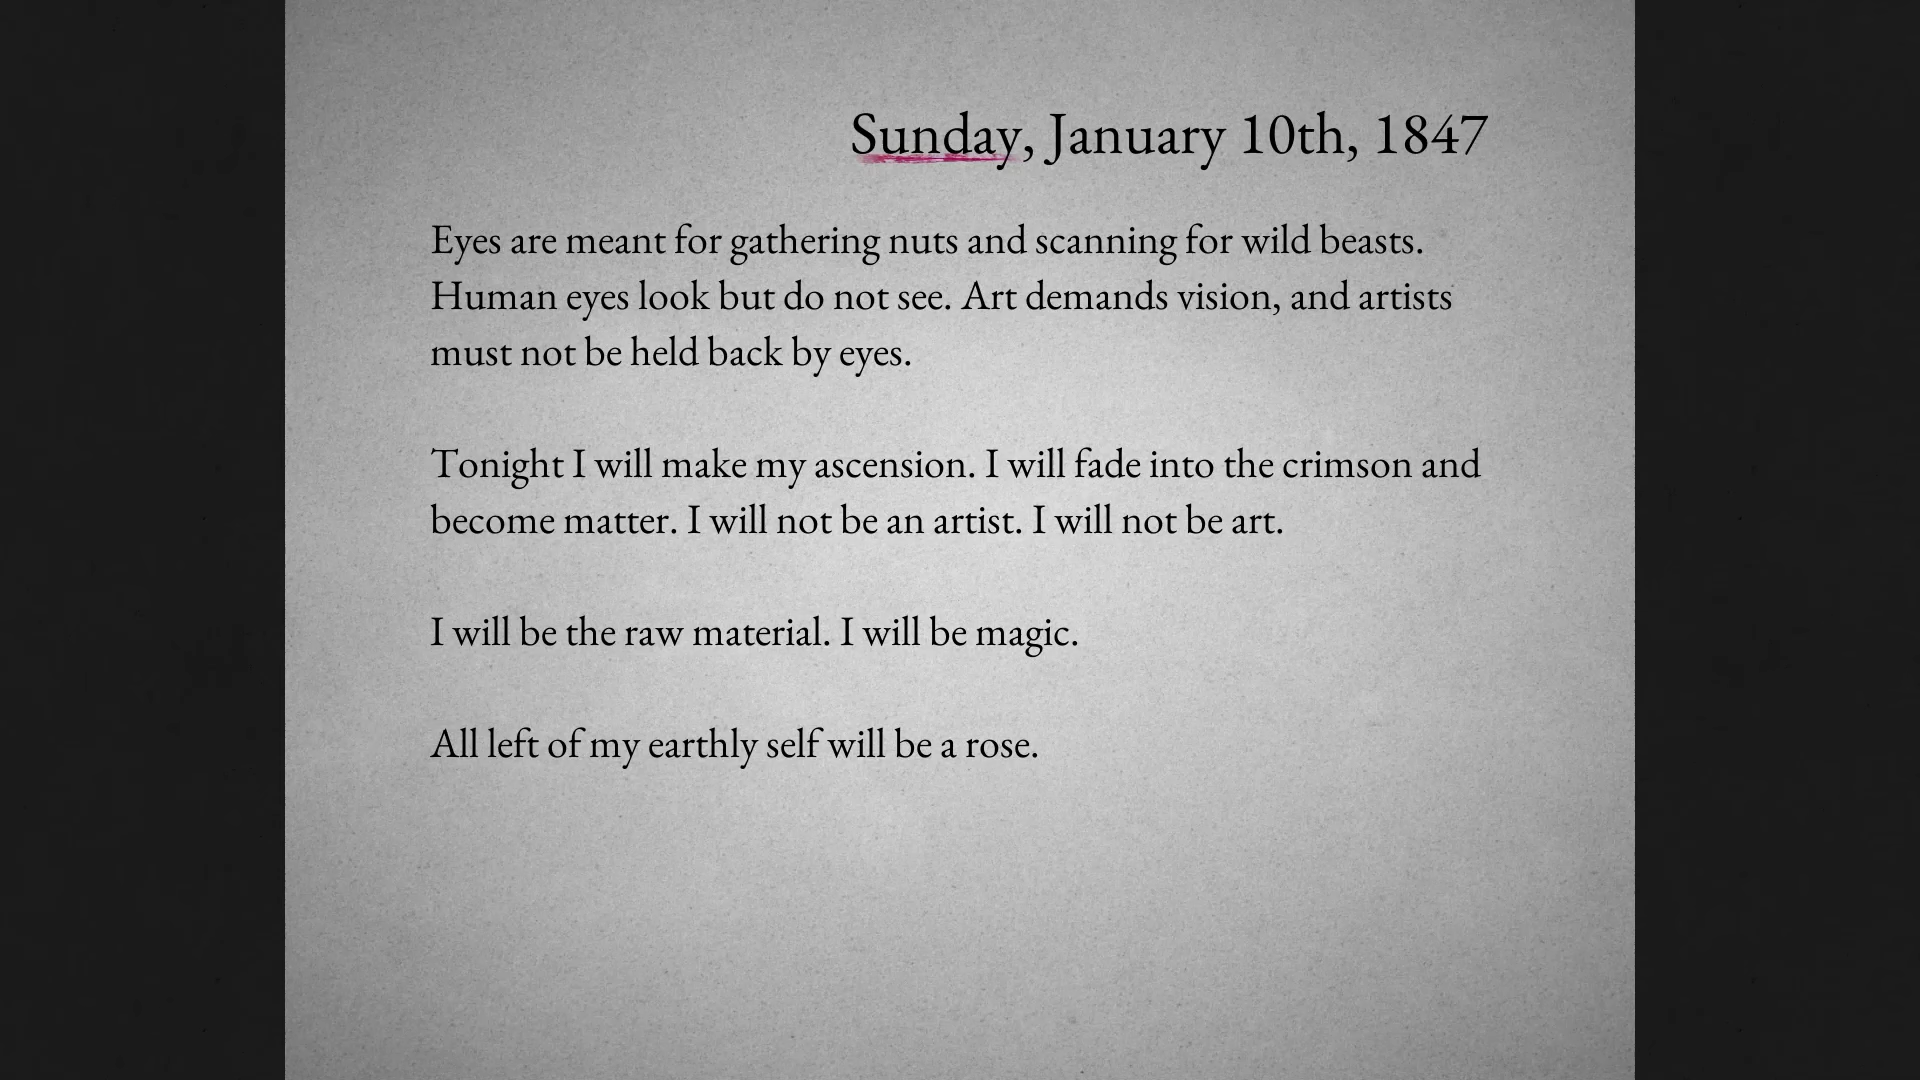 Sunday, January 10th, 1847
Eyes are meant for gathering nuts and scanning for wild beasts.
Human eyes look but do not see. Art demands vision, and artists
must not be held back by eyes.
Tonight I will make my ascension. I will fade into the crimson and
become matter. I will not be an artist. I will not be art.
I will be the raw material. I will be magic.
All left of my earthly self will be a rose.